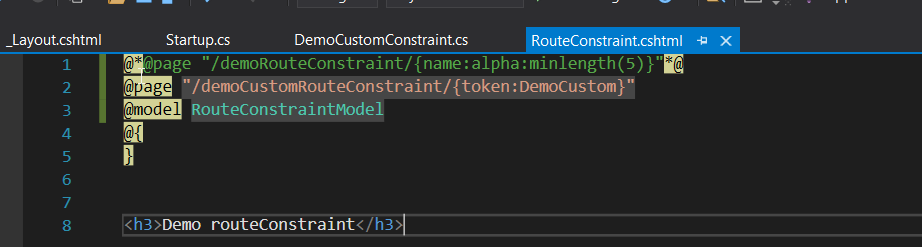 _Layout.cshtml Startup.cs DemoCustomConstraint.cs RouteConstraint.cshtml
1 @*@page "/demoRouteConstraint/{name:alpha:minlength(5)}"*@
2 @page "/demoCustomRouteConstraint/{token:DemoCustom}"
3 @model RouteConstraintModel
4 @{
5 }
6
7
8 <h3>Demo routeConstraint</h3>